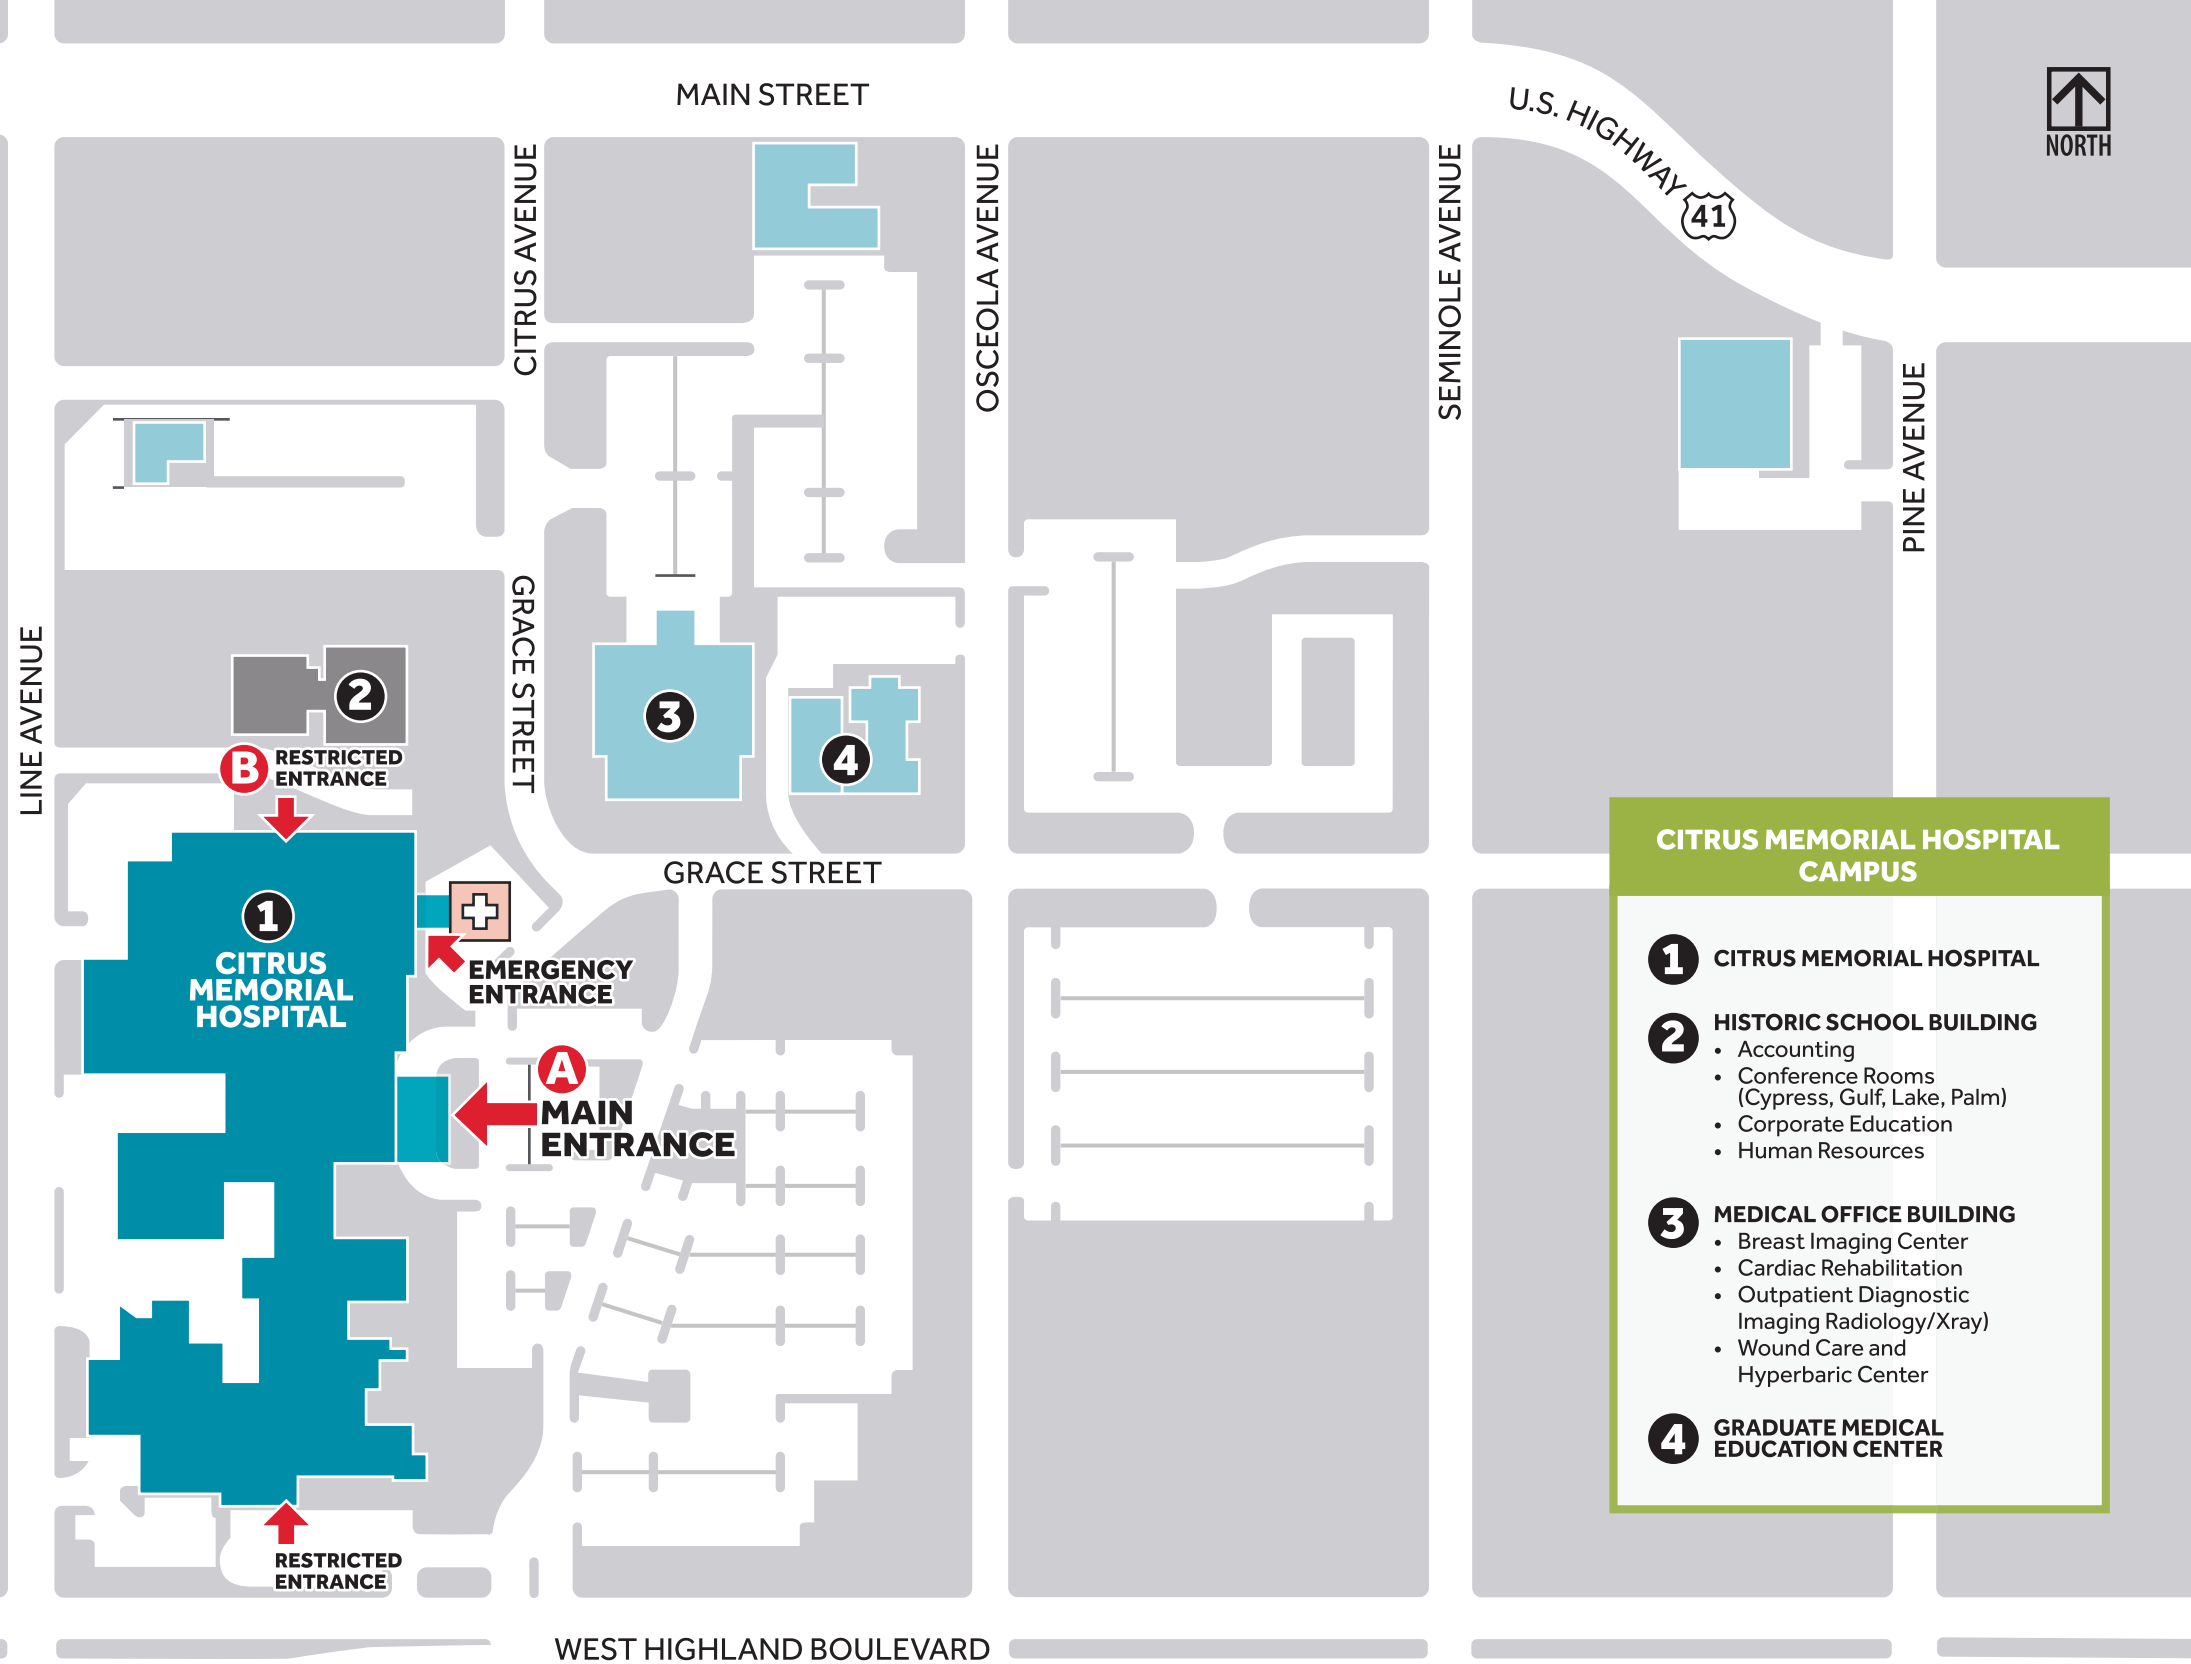 MAIN STREET
U.S. HIGHWAY
41
NORTH
CITRUS AVENUE
OSCEOLA AVENUE
SEMINOLE AVENUE
PINE AVENUE
LINE AVENUE
GRACE STREET
2
3
4
B
RESTRICTED
ENTRANCE
GRACE STREET
1
CITRUS
MEMORIAL
HOSPITAL
EMERGENCY
ENTRANCE
A
MAIN
ENTRANCE
RESTRICTED
ENTRANCE
WEST HIGHLAND BOULEVARD
CITRUS MEMORIAL HOSPITAL
CAMPUS
1 CITRUS MEMORIAL HOSPITAL
2 HISTORIC SCHOOL BUILDING
• Accounting
• Conference Rooms
(Cypress, Gulf, Lake, Palm)
• Corporate Education
• Human Resources
3 MEDICAL OFFICE BUILDING
• Breast Imaging Center
• Cardiac Rehabilitation
• Outpatient Diagnostic
Imaging Radiology/Xray)
• Wound Care and
Hyperbaric Center
4 GRADUATE MEDICAL
EDUCATION CENTER